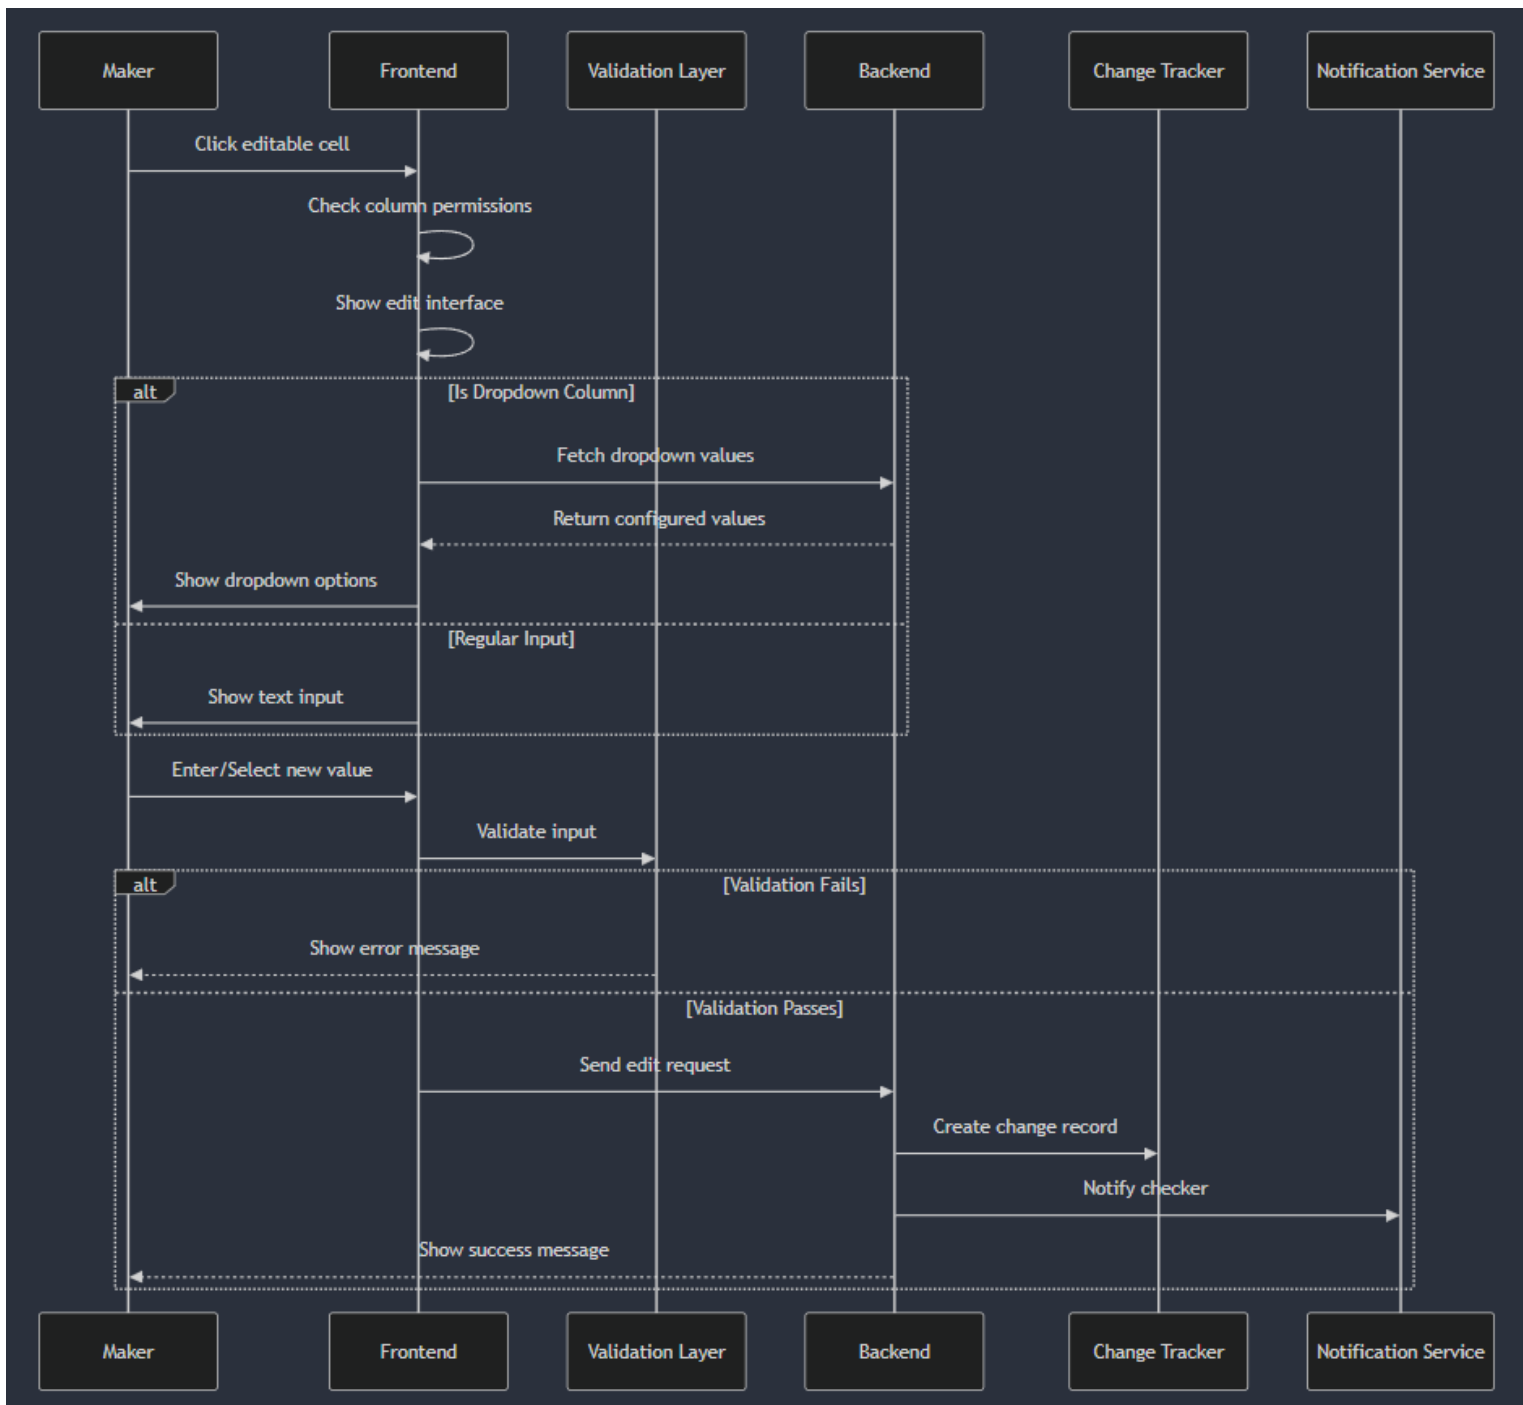 Maker
Frontend
Validation Layer
Backend
Change Tracker
Notification Service
Click editable cell
Check column permissions
Show edit interface
alt
[Is Dropdown Column]
Fetch dropdown values
Return configured values
Show dropdown options
[Regular Input]
Show text input
Enter/Select new value
Validate input
alt
[Validation Fails]
Show error message
[Validation Passes]
Send edit request
Create change record
Notify checker
Show success message
Maker
Frontend
Validation Layer
Backend
Change Tracker
Notification Service